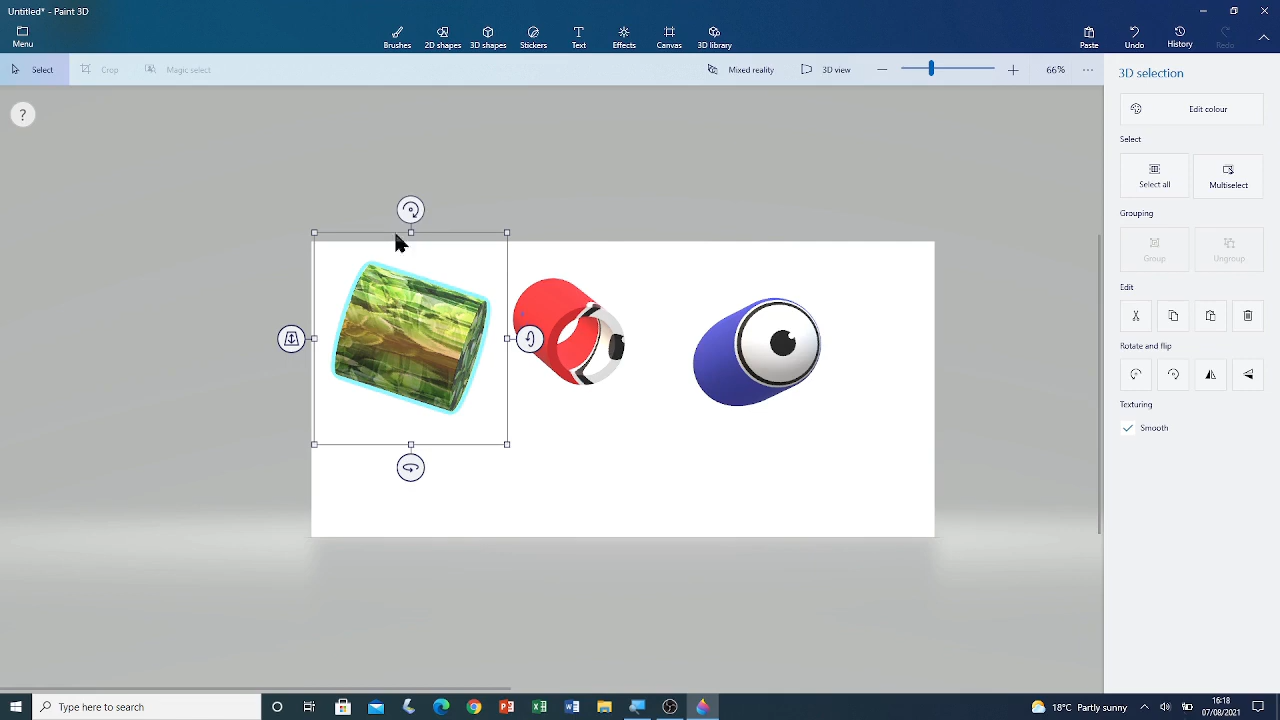 Untitled* - Paint 3D
Menu
Brushes
2D shapes
3D shapes
Stickers
Text
Effects
Canvas
3D library
Paste
Undo
History
Redo
Select
Crop
Magic select
Mixed reality
3D view
66%
?
3D selection
Edit colour
Select
Select all
Multiselect
Grouping
Group
Ungroup
Edit
Rotate and flip
Texturing
Smooth
Type here to search
18°C Partly sunny
16:18
07/08/2021